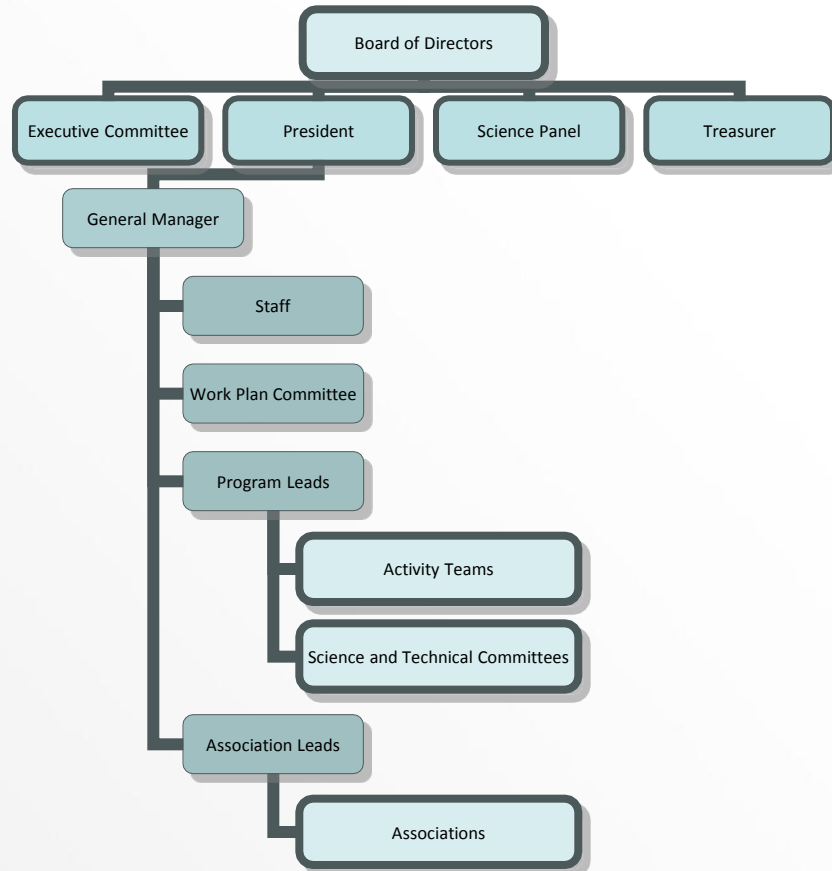 Board of Directors
Executive Committee
President
Science Panel
Treasurer
General Manager
Staff
Work Plan Committee
Program Leads
Activity Teams
Science and Technical Committees
Association Leads
Associations